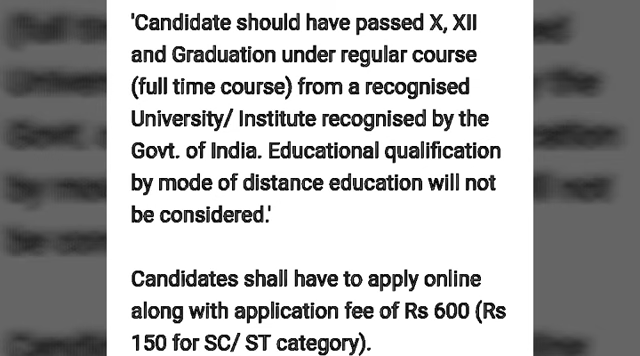 'Candidate should have passed X, XII
and Graduation under regular course
(full time course) from a recognised
University/ Institute recognised by the
Govt. of India. Educational qualification
by mode of distance education will not
be considered.'
Candidates shall have to apply online
along with application fee of Rs 600 (Rs
150 for SC/ ST category).